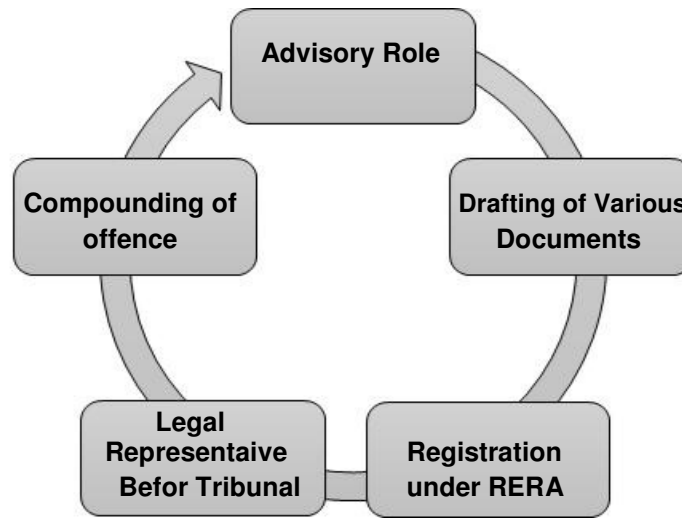 Advisory Role
Drafting of Various
Documents
Registration
under RERA
Legal
Representaive
Befor Tribunal
Compounding of
offence